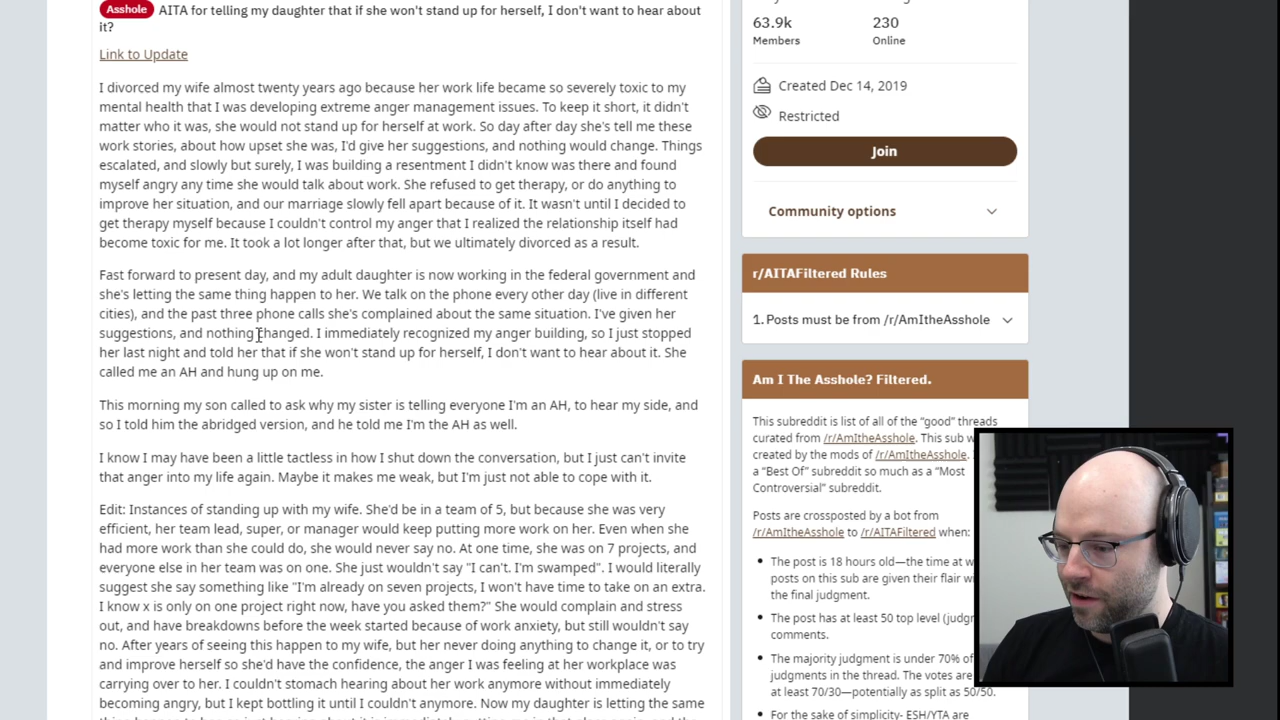 Asshole AITA for telling my daughter that if she won't stand up for herself, I don't want to hear about
it?
Link to Update
I divorced my wife almost twenty years ago because her work life became so severely toxic to my
mental health that I was developing extreme anger management issues. To keep it short, it didn't
matter who it was, she would not stand up for herself at work. So day after day she's tell me these
work stories, about how upset she was, I'd give her suggestions, and nothing would change. Things
escalated, and slowly but surely, I was building a resentment I didn't know was there and found
myself angry any time she would talk about work. She refused to get therapy, or do anything to
improve her situation, and our marriage slowly fell apart because of it. It wasn't until I decided to
get therapy myself because I couldn't control my anger that I realized the relationship itself had
become toxic for me. It took a lot longer after that, but we ultimately divorced as a result.
Fast forward to present day, and my adult daughter is now working in the federal government and
she's letting the same thing happen to her. We talk on the phone every other day (live in different
cities), and the past three phone calls she's complained about the same situation. I've given her
suggestions, and nothing changed. I immediately recognized my anger building, so I just stopped
her last night and told her that if she won't stand up for herself, I don't want to hear about it. She
called me an AH and hung up on me.
This morning my son called to ask why my sister is telling everyone I'm an AH, to hear my side, and
so I told him the abridged version, and he told me I'm the AH as well.
I know I may have been a little tactless in how I shut down the conversation, but I just can't invite
that anger into my life again. Maybe it makes me weak, but I'm just not able to cope with it.
Edit: Instances of standing up with my wife. She'd be in a team of 5, but because she was very
efficient, her team lead, super, or manager would keep putting more work on her. Even when she
had more work than she could do, she would never say no. At one time, she was on 7 projects, and
everyone else in her team was on one. She just wouldn't say "I can't. I'm swamped". I would literally
suggest she say something like "I'm already on seven projects, I won't have time to take on an extra.
I know x is only on one project right now, have you asked them?" She would complain and stress
out, and have breakdowns before the week started because of work anxiety, but still wouldn't say
no. After years of seeing this happen to my wife, but her never doing anything to change it, or to try
and improve herself so she'd have the confidence, the anger I was feeling at her workplace was
carrying over to her. I couldn't stomach hearing about her work anymore without immediately
becoming angry, but I kept bottling it until I couldn't anymore. Now my daughter is letting the same
63.9k 230
Members Online
Created Dec 14, 2019
Restricted
Join
Community options
r/AITAFiltered Rules
1. Posts must be from /r/AmItheAsshole
Am I The Asshole? Filtered.
This subreddit is list of all of the "good" threads
curated from /r/AmItheAsshole. This sub w
created by the mods of /r/AmItheAsshole.
a "Best Of" subreddit so much as a "Most
Controversial" subreddit.
Posts are crossposted by a bot from
/r/AmItheAsshole to /r/AITAFiltered when:
The post is 18 hours old—the time at w
posts on this sub are given their flair wi
the final judgment.
The post has at least 50 top level (judgm
comments.
The majority judgment is under 70% of
judgments in the thread. The votes are
at least 70/30—potentially as split as 50/50.
For the sake of simplicity- ESH/YTA are